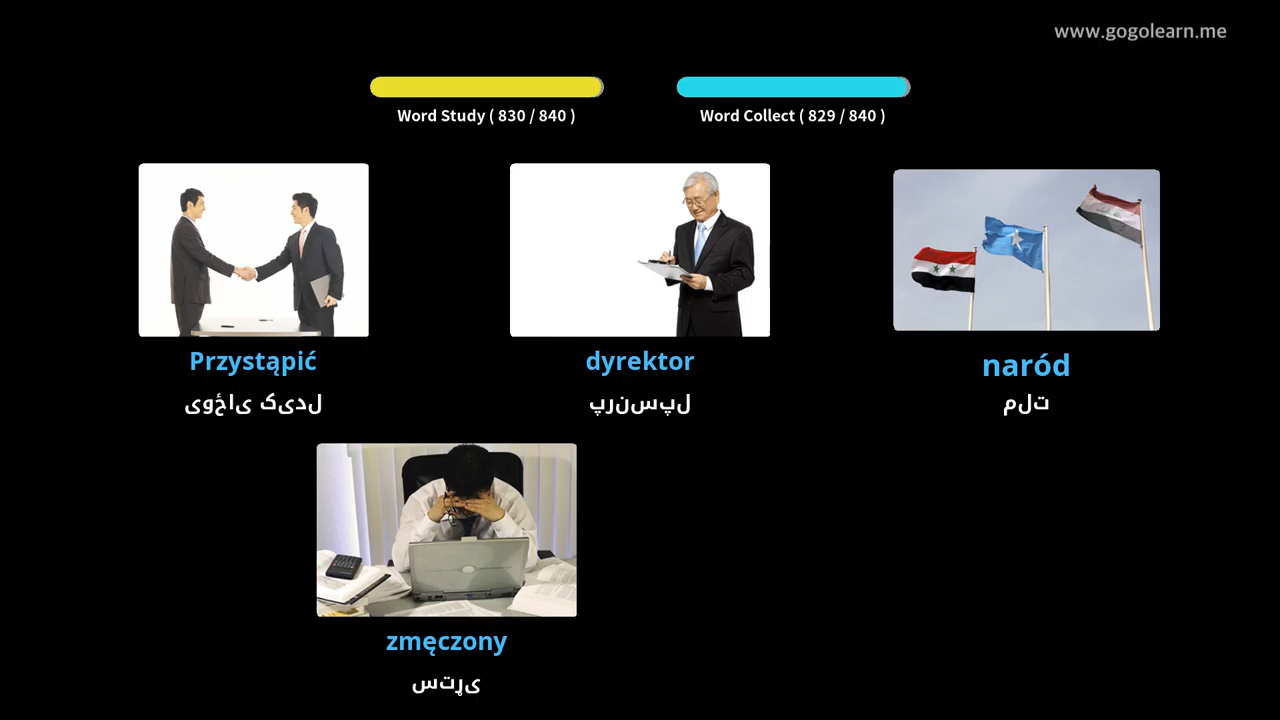 www.gogolearn.me
Word Study ( 830 / 840 )
Word Collect ( 829 / 840 )
Przystąpić
یوځای کیدل
dyrektor
پرنسپل
naród
ملت
zmęczony
ستړی